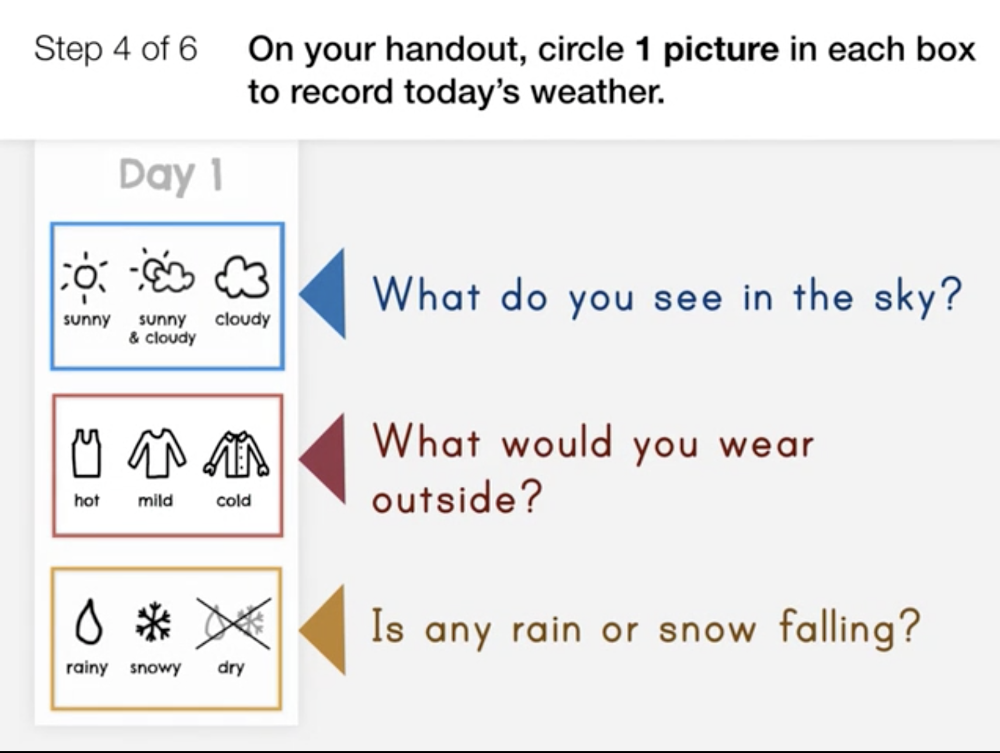 Step 4 of 6
On your handout, circle 1 picture in each box
to record today's weather.
Day 1
sunny
sunny
& cloudy
cloudy
What do you see in the sky?
hot
mild
cold
What would you wear
outside?
rainy
snowy
dry
Is any rain or snow falling?